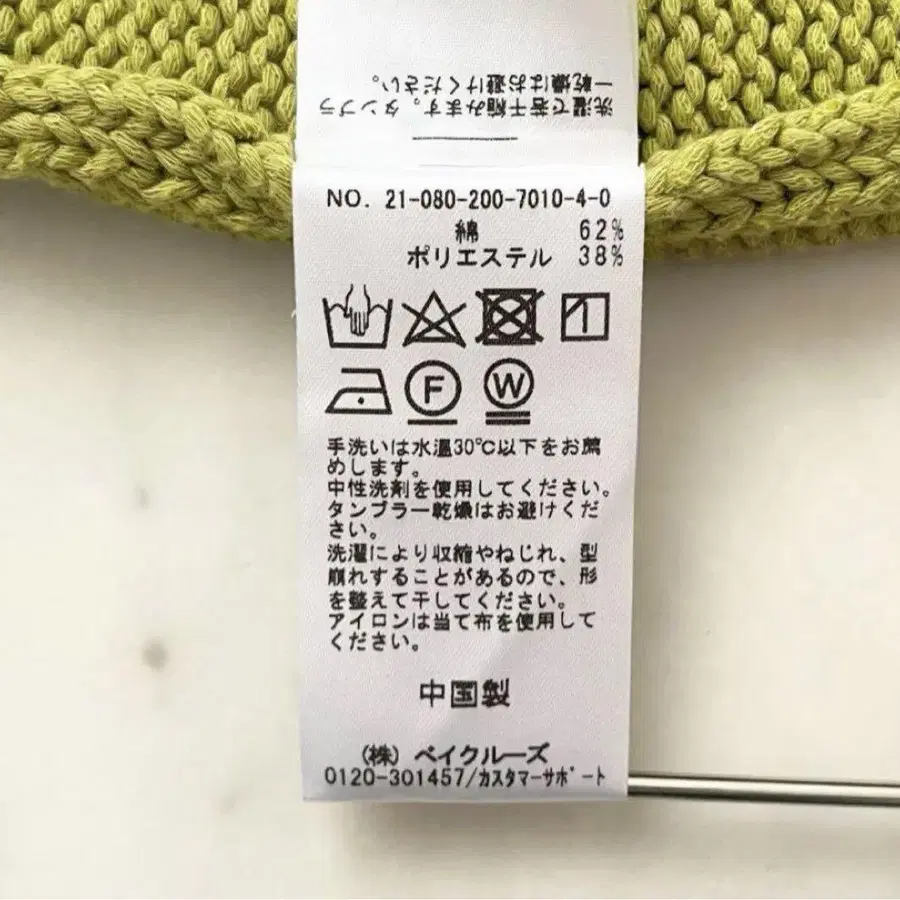 洗濯で若干縮みます。タンブラ
ー乾燥はお避けください。
NO. 21-080-200-7010-4-0
綿 62%
ポリエステル 38%
F
W
手洗いは水温30℃以下をお薦
めします。
中性洗剤を使用してください。
タンブラー乾燥はお避けくだ
さい。
洗濯により収縮やねじれ、型
崩れすることがあるので、形
を整えて干してください。
アイロンは当て布を使用して
ください。
中国製
(株) ベイクルーズ
0120-301457/カスタマーサポート